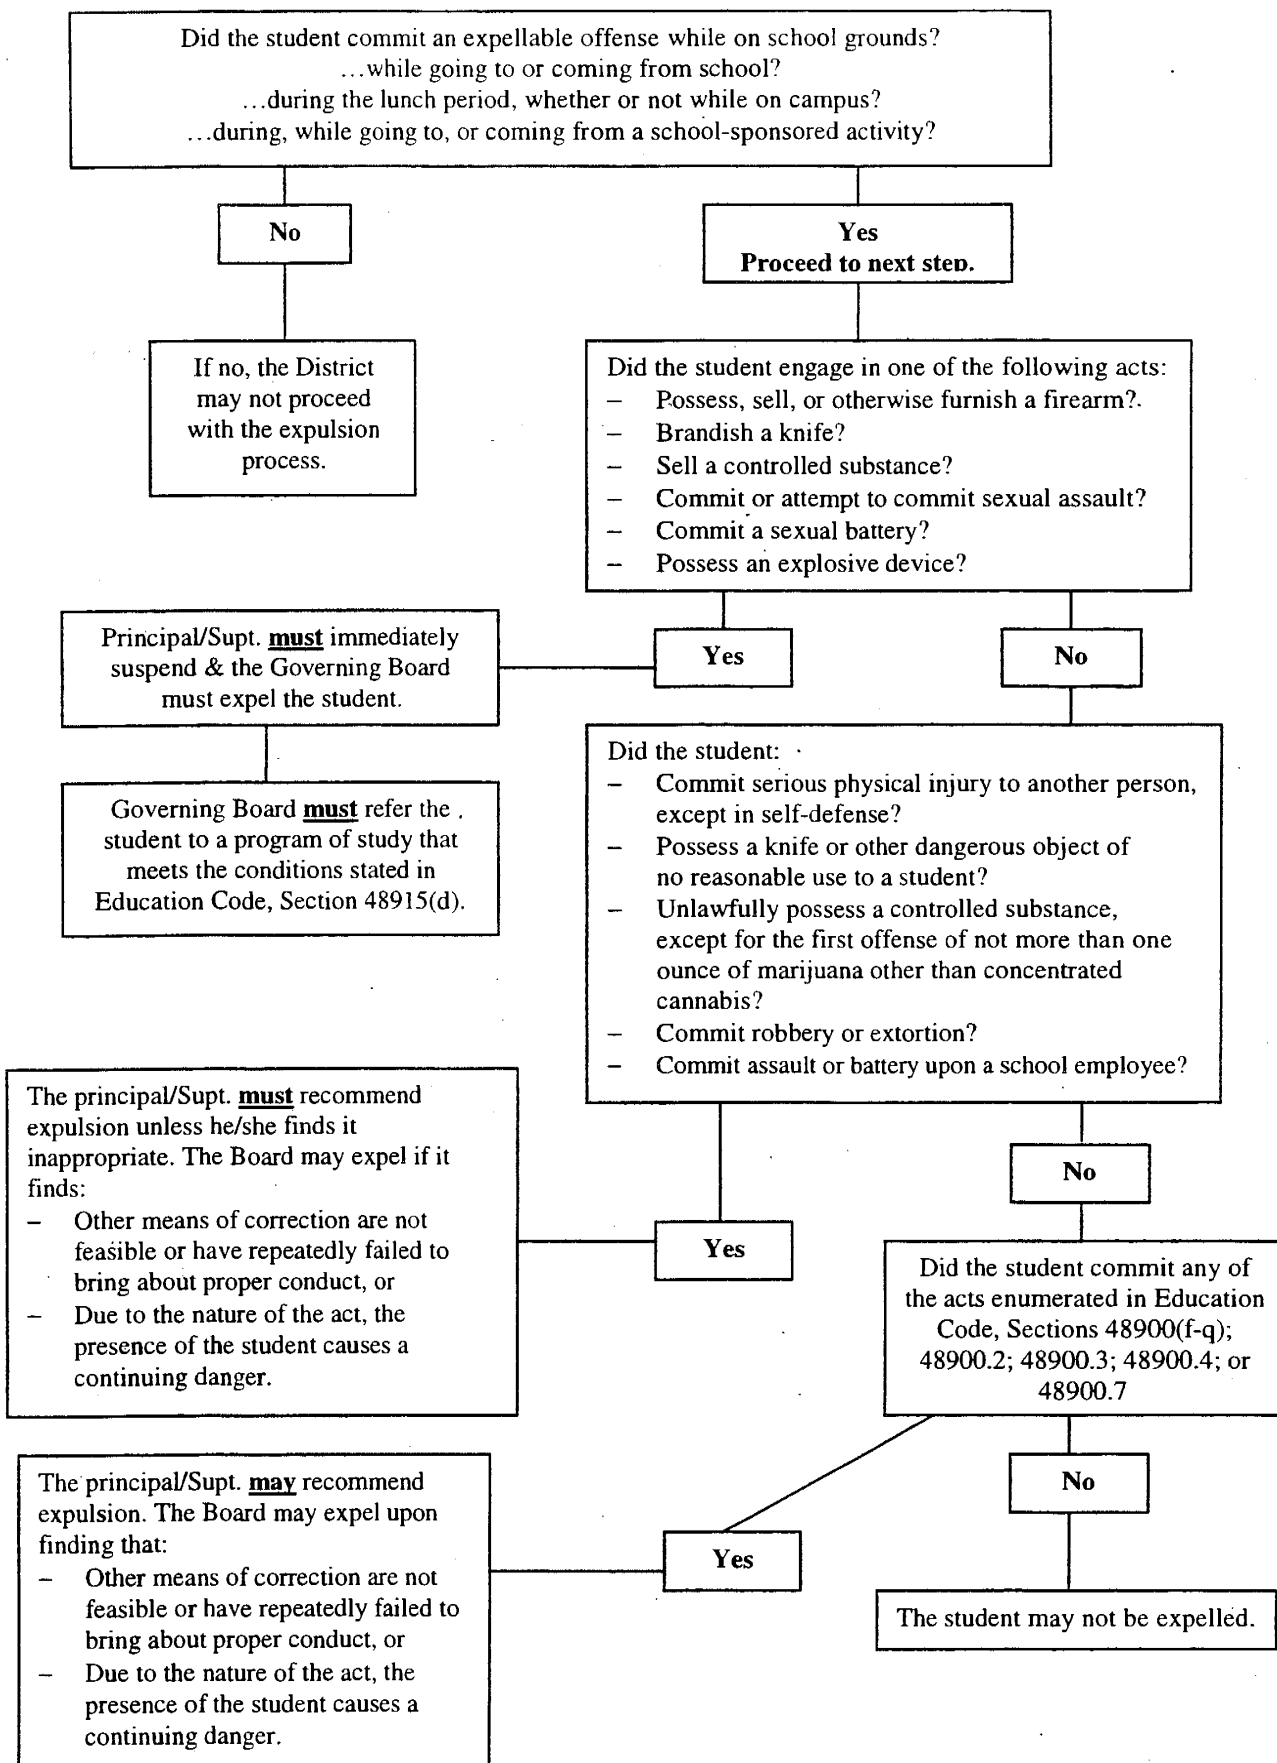 Did the student commit an expellable offense while on school grounds?
…while going to or coming from school?
…during the lunch period, whether or not while on campus?
…during, while going to, or coming from a school-sponsored activity?
No
Yes
Proceed to next step.
If no, the District
may not proceed
with the expulsion
process.
Did the student engage in one of the following acts:
– Possess, sell, or otherwise furnish a firearm?
– Brandish a knife?
– Sell a controlled substance?
– Commit or attempt to commit sexual assault?
– Commit a sexual battery?
– Possess an explosive device?
Principal/Supt. must immediately
suspend & the Governing Board
must expel the student.
Yes
No
Governing Board must refer the
student to a program of study that
meets the conditions stated in
Education Code, Section 48915(d).
Did the student:
– Commit serious physical injury to another person,
except in self-defense?
– Possess a knife or other dangerous object of
no reasonable use to a student?
– Unlawfully possess a controlled substance,
except for the first offense of not more than one
ounce of marijuana other than concentrated
cannabis?
– Commit robbery or extortion?
– Commit assault or battery upon a school employee?
The principal/Supt. must recommend
expulsion unless he/she finds it
inappropriate. The Board may expel if it
finds:
– Other means of correction are not
feasible or have repeatedly failed to
bring about proper conduct, or
– Due to the nature of the act, the
presence of the student causes a
continuing danger.
Yes
No
Did the student commit any of
the acts enumerated in Education
Code, Sections 48900(f-q);
48900.2; 48900.3; 48900.4; or
48900.7
The principal/Supt. may recommend
expulsion. The Board may expel upon
finding that:
– Other means of correction are not
feasible or have repeatedly failed to
bring about proper conduct, or
– Due to the nature of the act, the
presence of the student causes a
continuing danger.
Yes
No
The student may not be expelled.